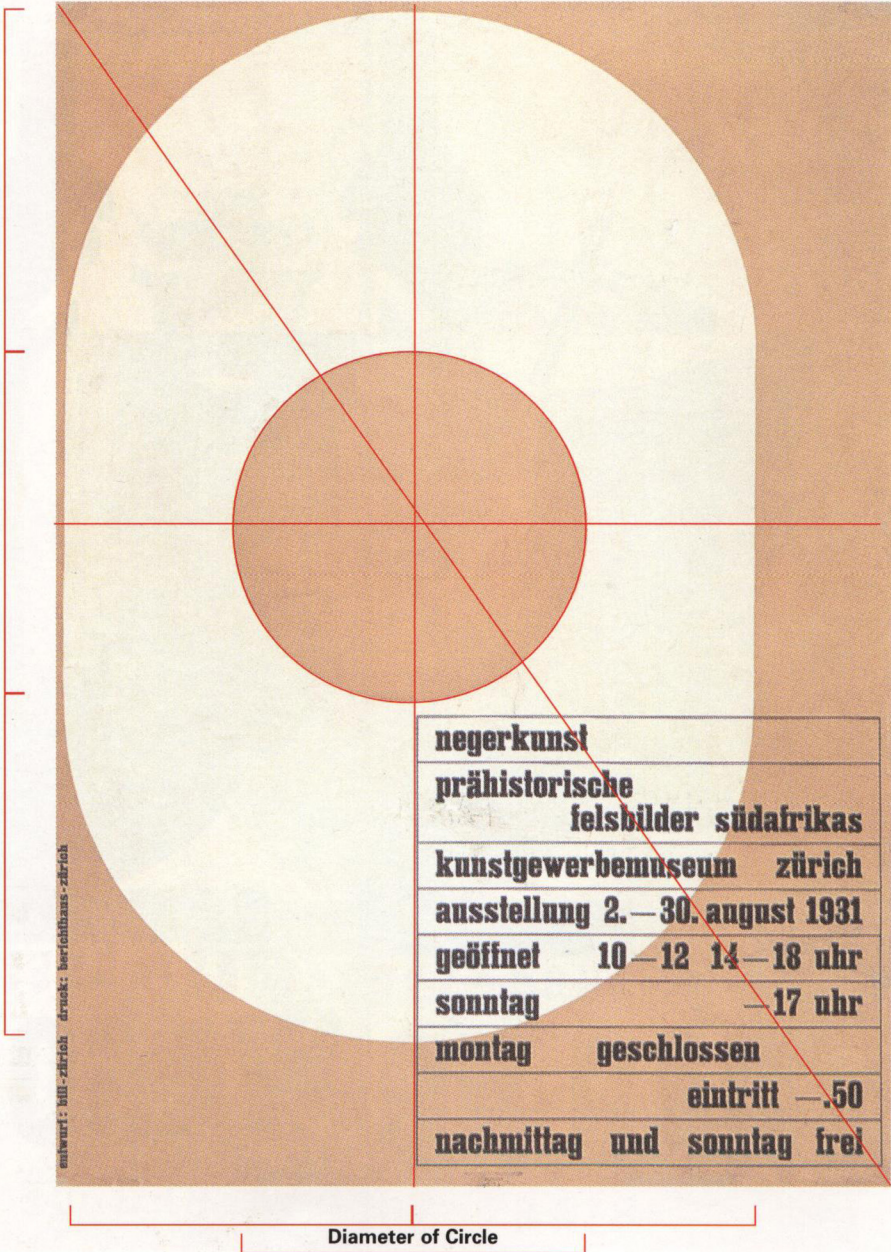 negerkunst
prähistorische
felsbilder südafrikas
kunstgewerbemuseum zürich
ausstellung 2.—30. august 1931
geöffnet 10—12 14—18 uhr
sonntag —17 uhr
montag geschlossen
eintritt —.50
nachmittag und sonntag frei
entwurf: bill-zürich druck: berichthaus-zürich
Diameter of Circle